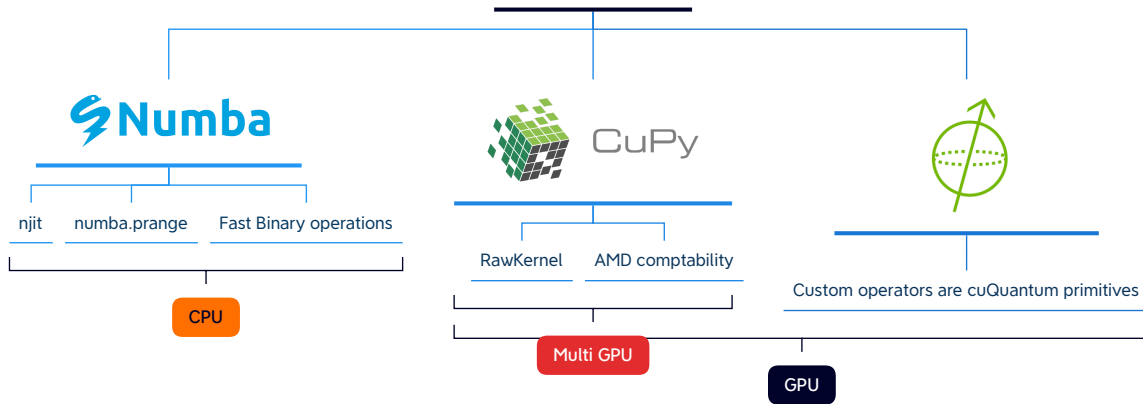 Numba
CuPy
njit
numba.prange
Fast Binary operations
RawKernel
AMD comptability
Custom operators are cuQuantum primitives
CPU
Multi GPU
GPU